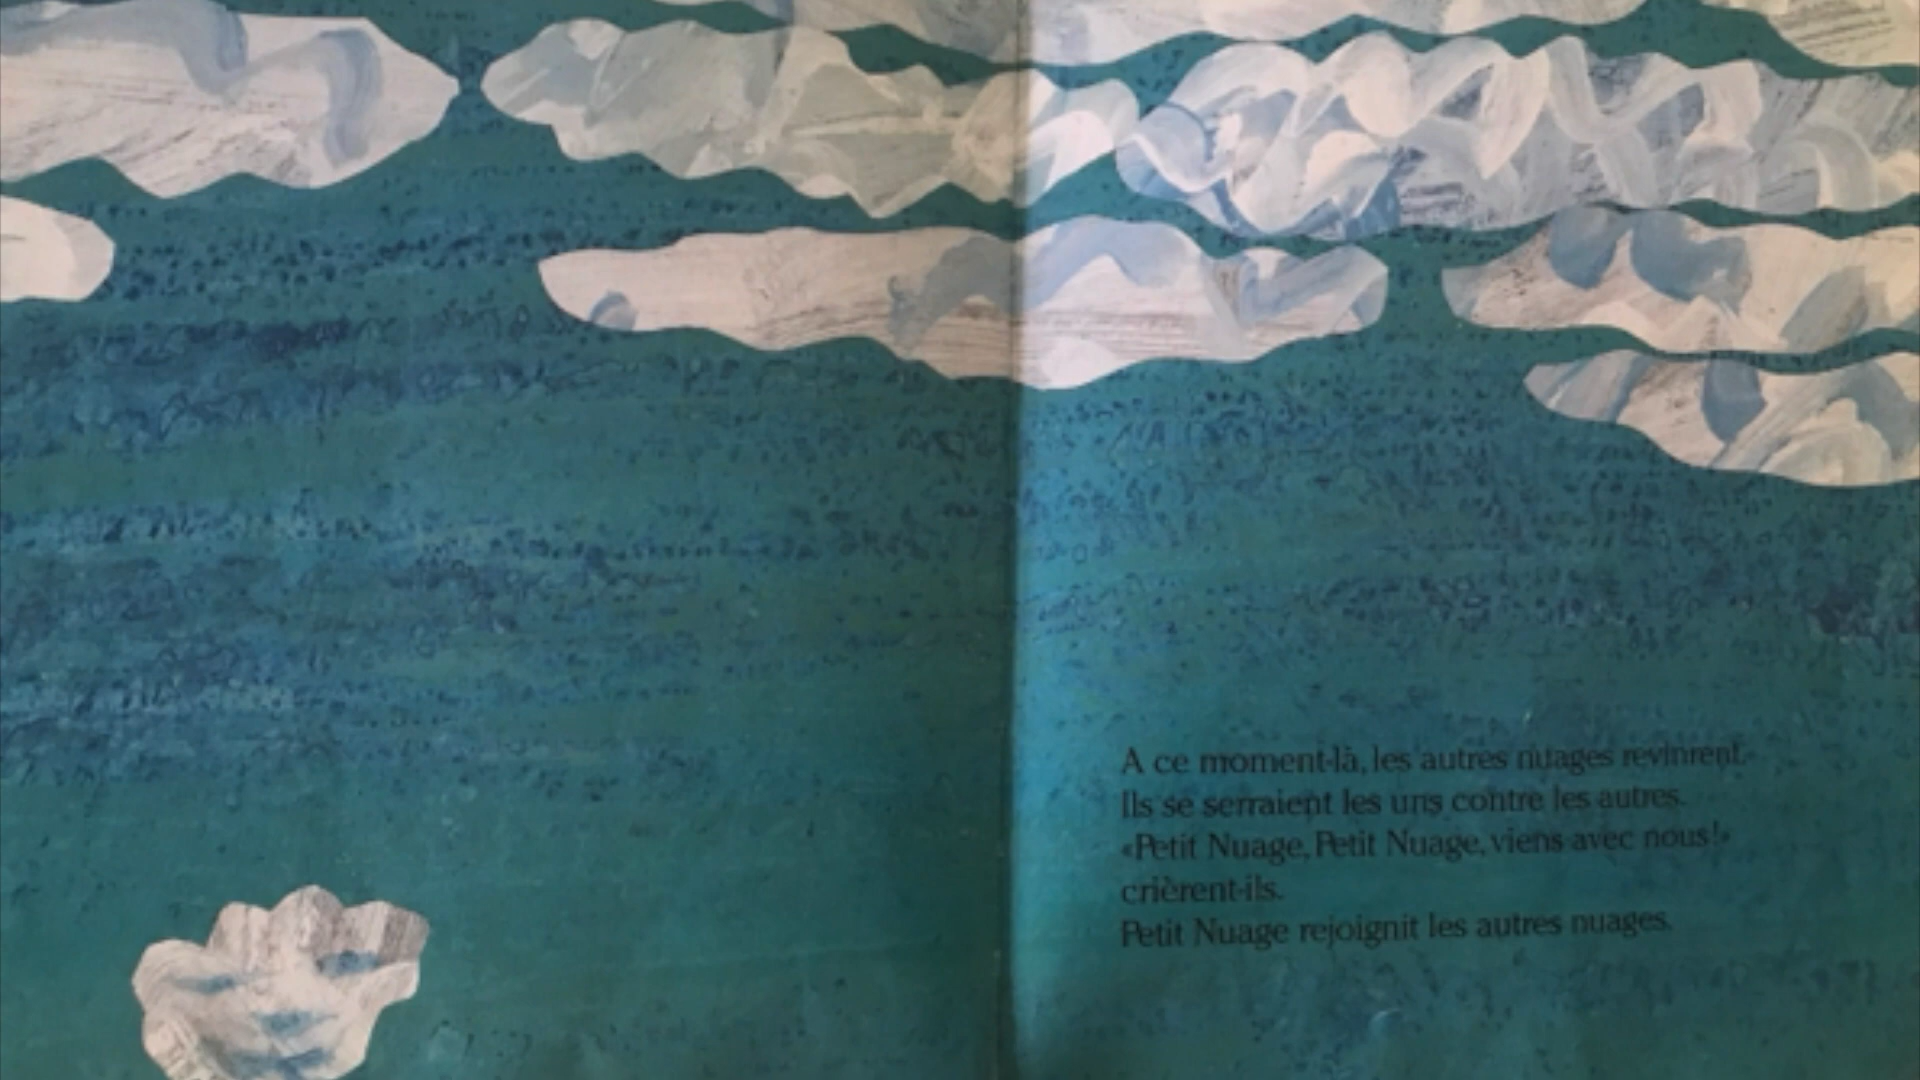 A ce moment-là, les autres nuages revinrent.
Ils se serraient les uns contre les autres.
«Petit Nuage, Petit Nuage, viens avec nous!»
crièrent-ils.
Petit Nuage rejoignit les autres nuages.